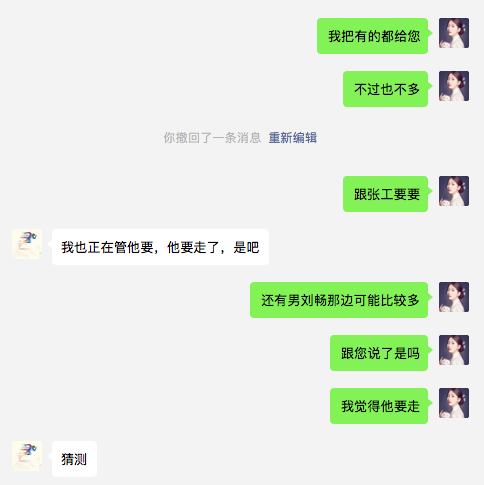 我把有的都给您
不过也不多
你撤回了一条消息 重新编辑
跟张工要要
我也正在管他要，他要走了，是吧
还有男刘畅那边可能比较多
跟您说了是吗
我觉得他要走
猜测